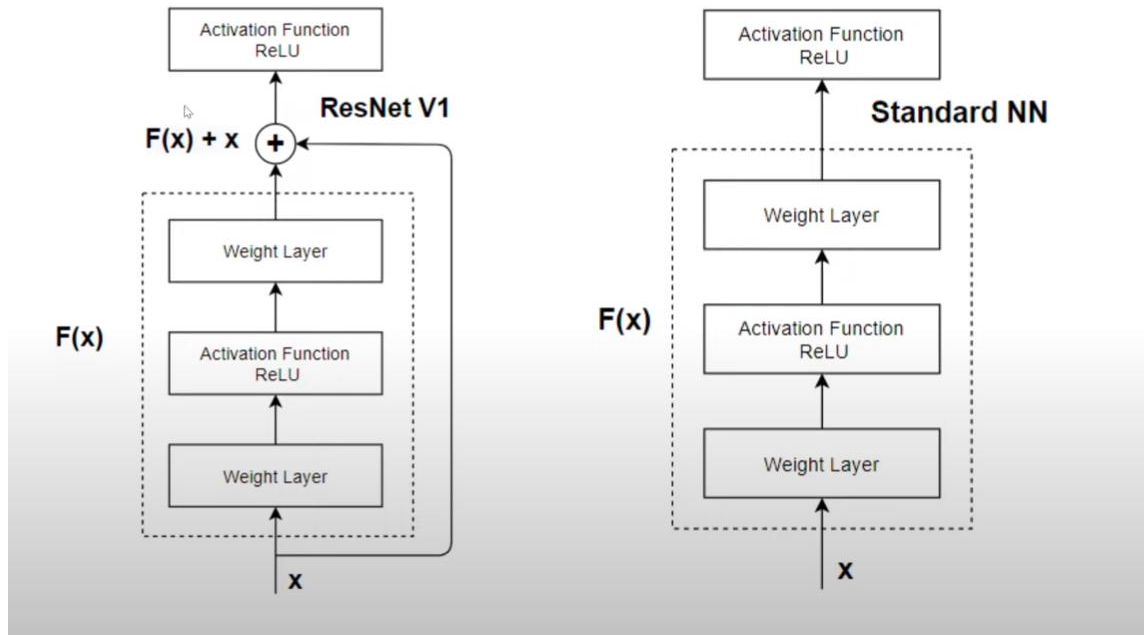 Activation Function
ReLU
ResNet V1
F(x) + x
+
Weight Layer
F(x)
Activation Function
ReLU
Weight Layer
x
Activation Function
ReLU
Standard NN
Weight Layer
F(x)
Activation Function
ReLU
Weight Layer
x